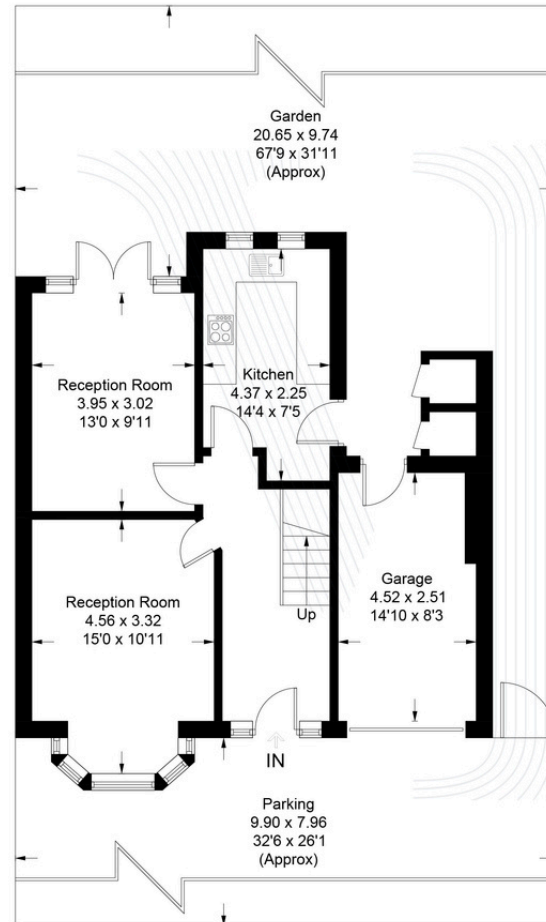 Garden
20.65 x 9.74
67'9 x 31'11
(Approx)
Kitchen
4.37 x 2.25
14'4 x 7'5
Reception Room
3.95 x 3.02
13'0 x 9'11
Reception Room
4.56 x 3.32
15'0 x 10'11
Up
Garage
4.52 x 2.51
14'10 x 8'3
IN
Parking
9.90 x 7.96
32'6 x 26'1
(Approx)